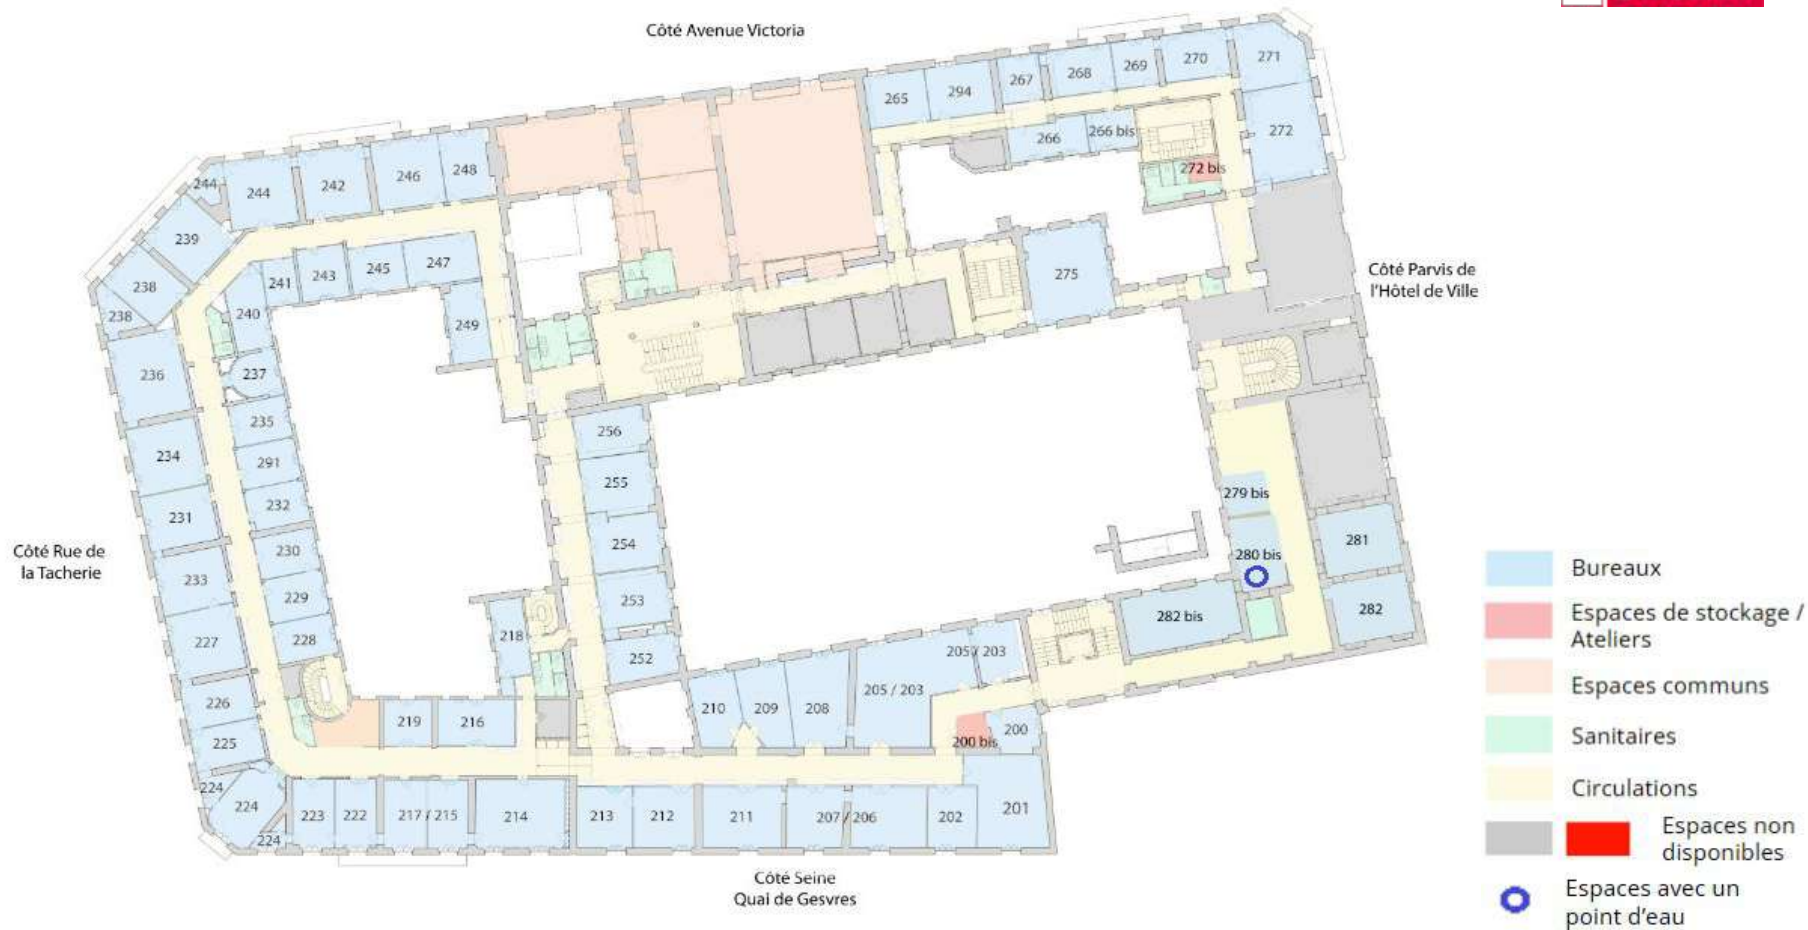 Côté Avenue Victoria
265
294
267
268
269
270
271
272
266
266 bis
272 bis
244
244
242
246
248
239
238
238
241
243
245
247
240
249
275
Côté Parvis de
l'Hôtel de Ville
236
237
235
234
291
231
232
256
255
254
253
252
279 bis
280 bis
281
282
282 bis
Côté Rue de
la Tacherie
233
230
229
227
228
218
226
225
219
216
210
209
208
205 / 203
205 / 203
200 bis
200
224
224
224
223
222
217 / 215
214
213
212
211
207 / 206
202
201
Côté Seine
Quai de Gesvres
Bureaux
Espaces de stockage /
Ateliers
Espaces communs
Sanitaires
Circulations
Espaces non
disponibles
Espaces avec un
point d'eau